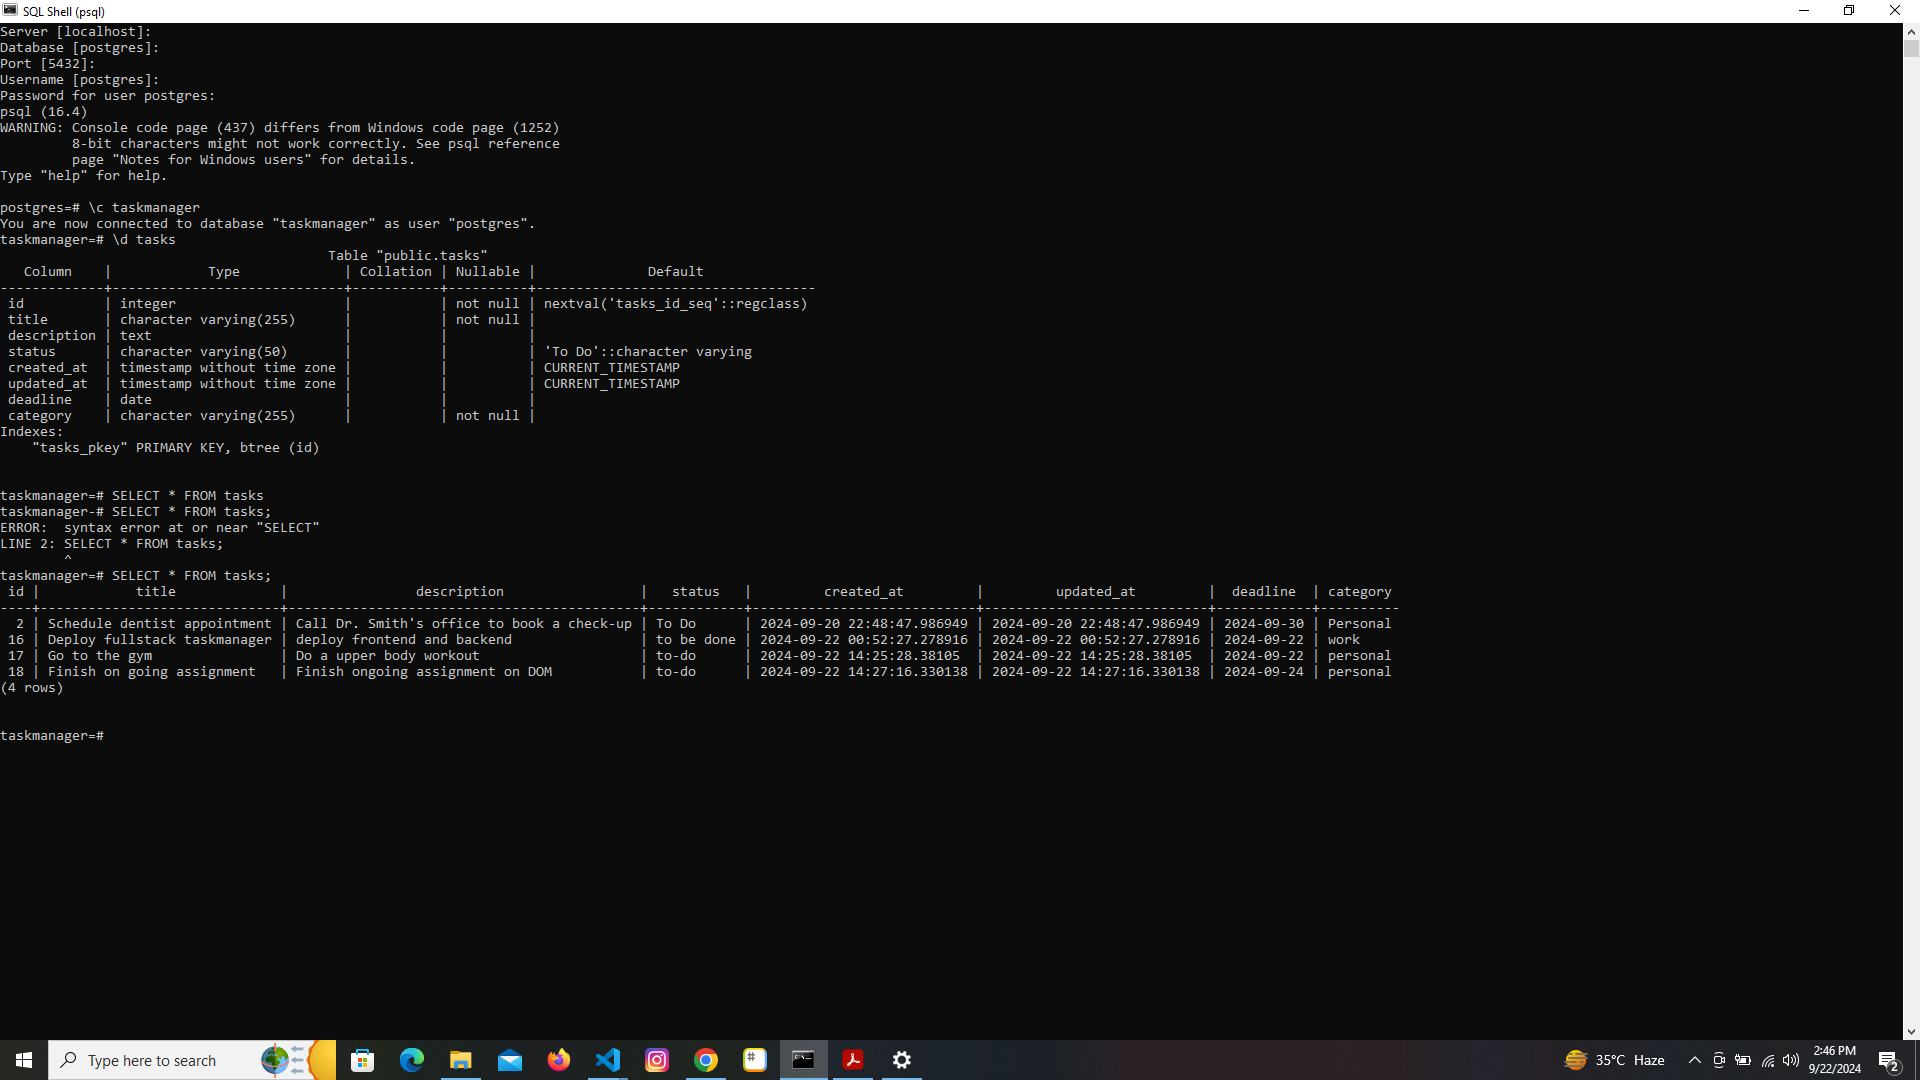 SQL Shell (psql)
Server [localhost]:
Database [postgres]:
Port [5432]:
Username [postgres]:
Password for user postgres:
psql (16.4)
WARNING: Console code page (437) differs from Windows code page (1252)
         8-bit characters might not work correctly. See psql reference
         page "Notes for Windows users" for details.
Type "help" for help.

postgres=# \c taskmanager
You are now connected to database "taskmanager" as user "postgres".
taskmanager=# \d tasks
                                         Table "public.tasks"
   Column    |            Type             | Collation | Nullable |              Default
-------------+-----------------------------+-----------+----------+-----------------------------------
 id          | integer                     |           | not null | nextval('tasks_id_seq'::regclass)
 title       | character varying(255)      |           | not null |
 description | text                        |           |          |
 status      | character varying(50)       |           |          | 'To Do'::character varying
 created_at  | timestamp without time zone |           |          | CURRENT_TIMESTAMP
 updated_at  | timestamp without time zone |           |          | CURRENT_TIMESTAMP
 deadline    | date                        |           |          |
 category    | character varying(255)      |           | not null |
Indexes:
    "tasks_pkey" PRIMARY KEY, btree (id)

taskmanager=# SELECT * FROM tasks
taskmanager-# SELECT * FROM tasks;
ERROR:  syntax error at or near "SELECT"
LINE 2: SELECT * FROM tasks;
        ^
taskmanager=# SELECT * FROM tasks;
 id |            title             |                description                 |   status   |         created_at         |         updated_at         |  deadline  | category
----+------------------------------+--------------------------------------------+------------+----------------------------+----------------------------+------------+----------
  2 | Schedule dentist appointment | Call Dr. Smith's office to book a check-up | To Do      | 2024-09-20 22:48:47.986949 | 2024-09-20 22:48:47.986949 | 2024-09-30 | Personal
 16 | Deploy fullstack taskmanager | deploy frontend and backend                | to be done | 2024-09-22 00:52:27.278916 | 2024-09-22 00:52:27.278916 | 2024-09-22 | work
 17 | Go to the gym                | Do a upper body workout                    | to-do      | 2024-09-22 14:25:28.38105  | 2024-09-22 14:25:28.38105  | 2024-09-22 | personal
 18 | Finish on going assignment   | Finish ongoing assignment on DOM           | to-do      | 2024-09-22 14:27:16.330138 | 2024-09-22 14:27:16.330138 | 2024-09-24 | personal
(4 rows)

taskmanager=#
Type here to search
35°C Haze
2:46 PM
9/22/2024
2